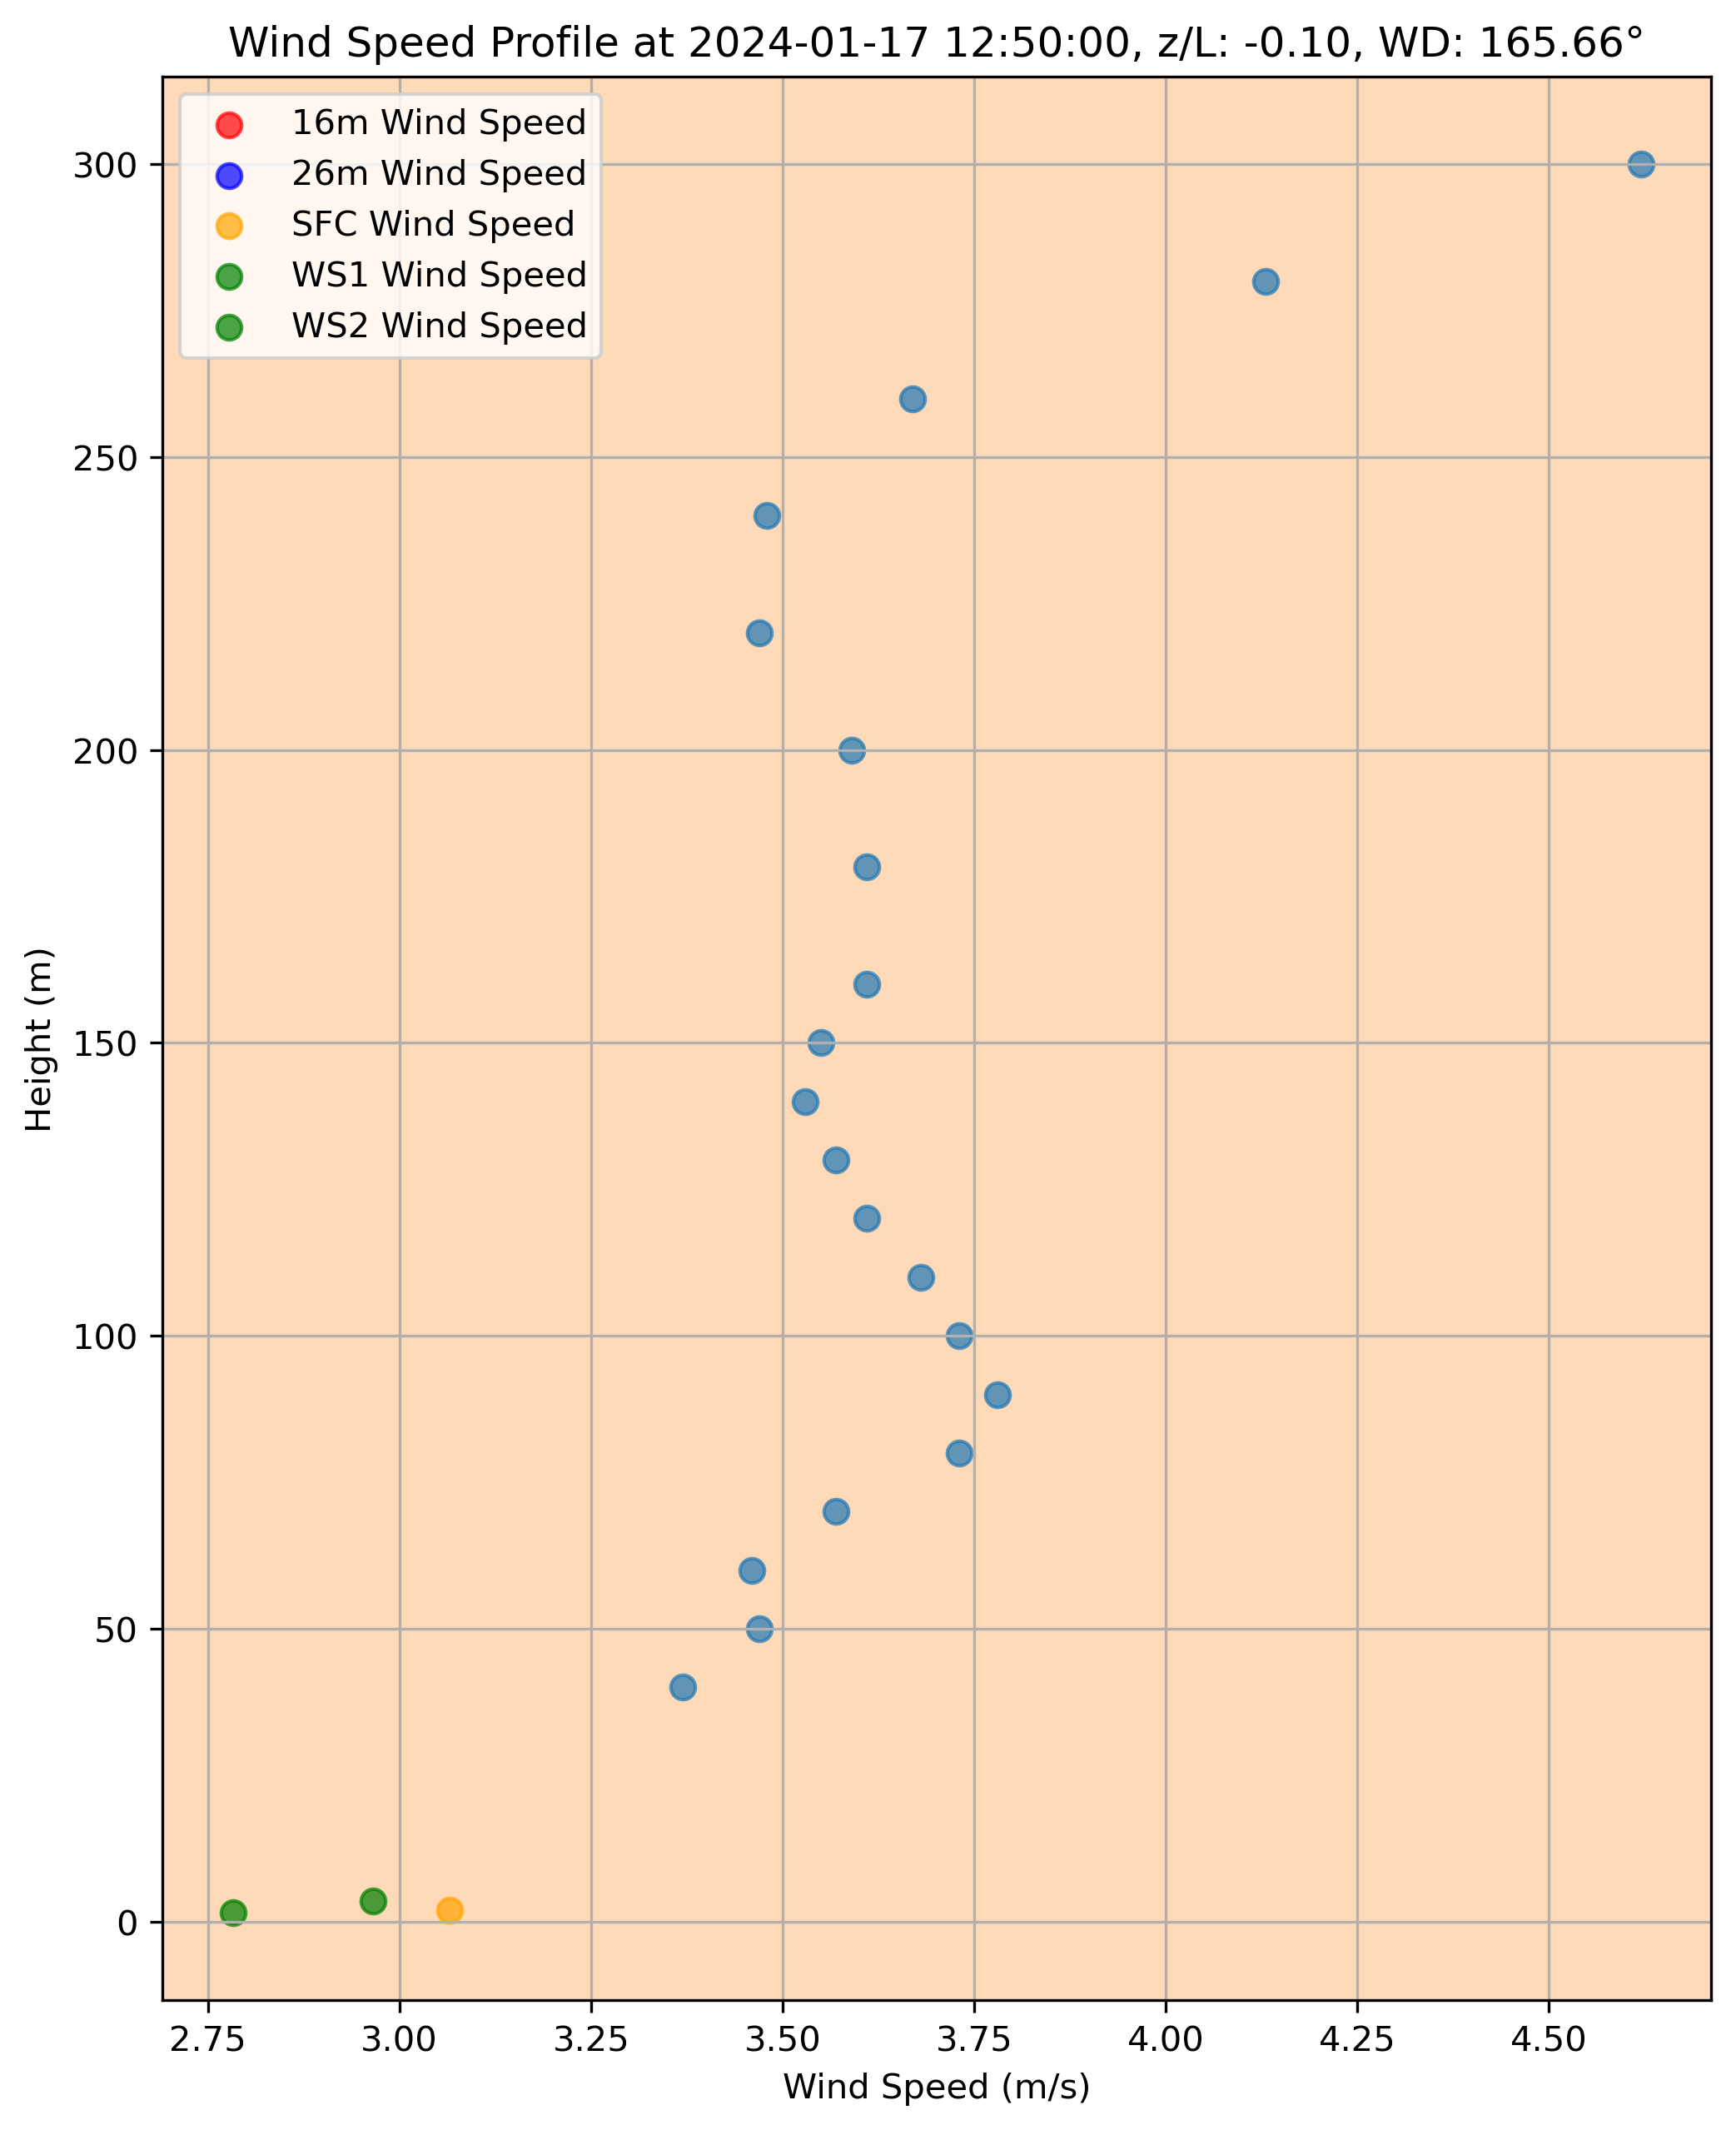 Wind Speed Profile at 2024-01-17 12:50:00, z/L: -0.10, WD: 165.66°
16m Wind Speed
26m Wind Speed
SFC Wind Speed
WS1 Wind Speed
WS2 Wind Speed
300
250
200
150
100
50
0
Height (m)
2.75 3.00 3.25 3.50 3.75 4.00 4.25 4.50
Wind Speed (m/s)